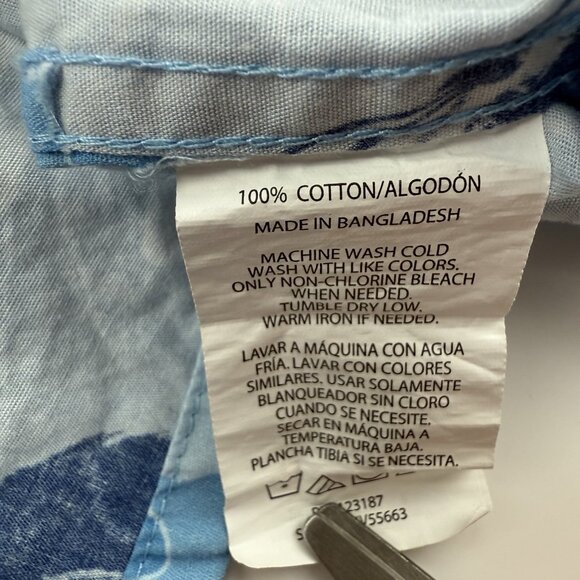 100% COTTON/ALGODÓN
MADE IN BANGLADESH
MACHINE WASH COLD
WASH WITH LIKE COLORS.
ONLY NON-CHLORINE BLEACH
WHEN NEEDED.
TUMBLE DRY LOW.
WARM IRON IF NEEDED.
LAVAR A MÁQUINA CON AGUA
FRÍA. LAVAR CON COLORES
SIMILARES. USAR SOLAMENTE
BLANQUEADOR SIN CLORO
CUANDO SE NECESITE.
SECAR EN MÁQUINA A
TEMPERATURA BAJA.
PLANCHA TIBIA SI SE NECESITA.
23187
55663